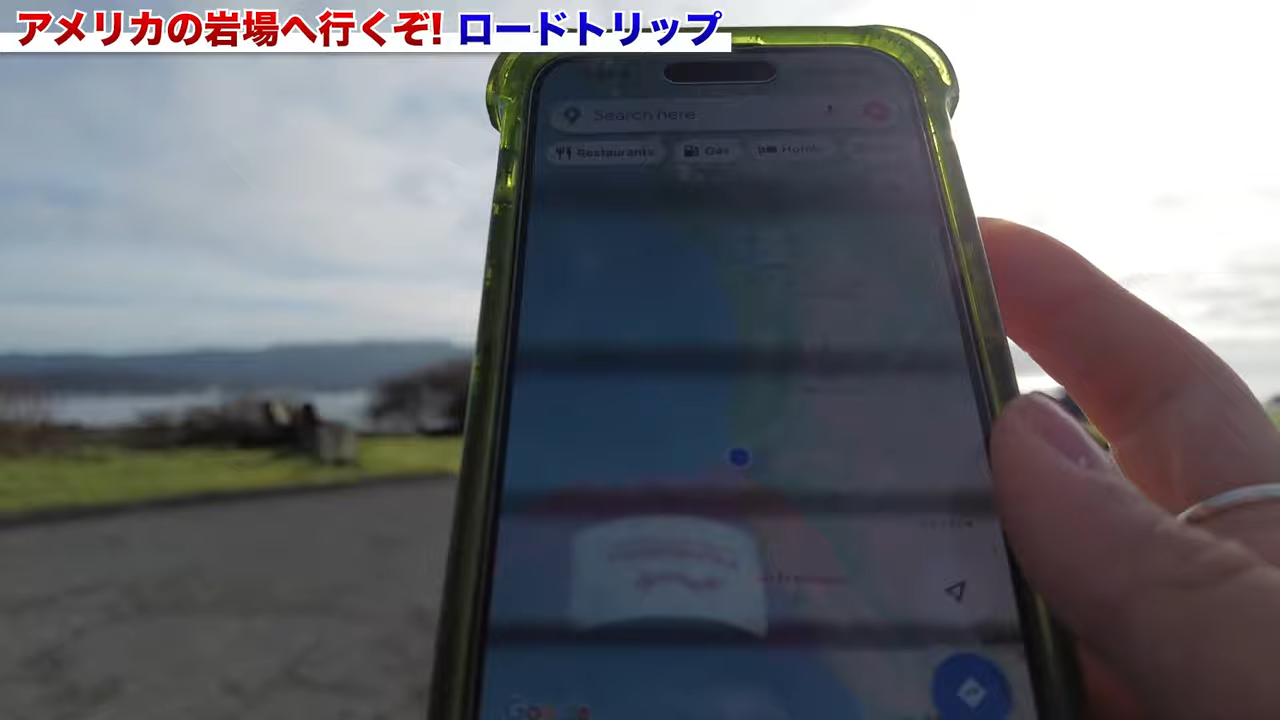 アメリカの岩場へ行くぞ! ロードトリップ
Search here
Restaurants Gas Hotels
Google